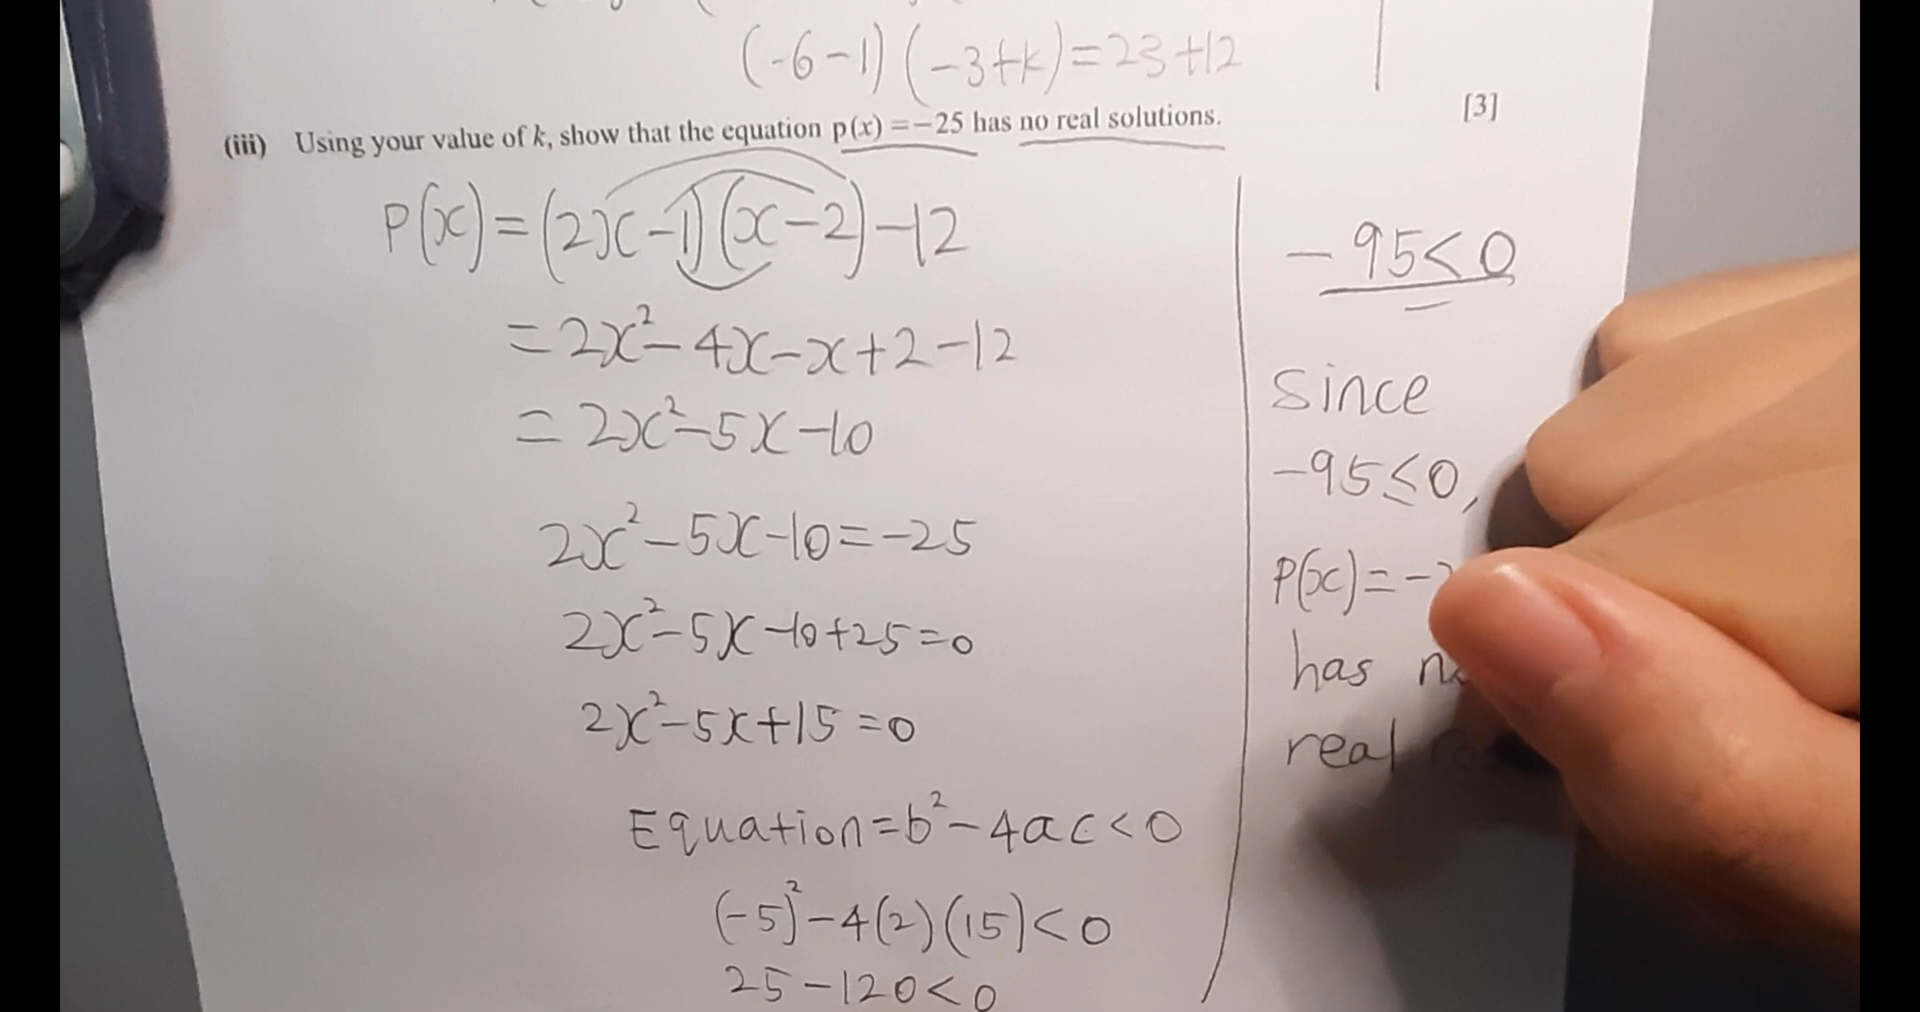 (-6-1)(-3+k)=23+12
[3]
(iii) Using your value of k, show that the equation p(x) = −25 has no real solutions.
P(x)=(2x-1)(x-2)-12
=2x²-4x-x+2-12
=2x²-5x-10
2x²-5x-10=-25
2x²-5x-10+25=0
2x²-5x+15=0
Equation=b²-4ac<0
(-5)²-4(2)(15)<0
25-120<0
-95<0
since
-95≤0,
P(x)=-
has
real